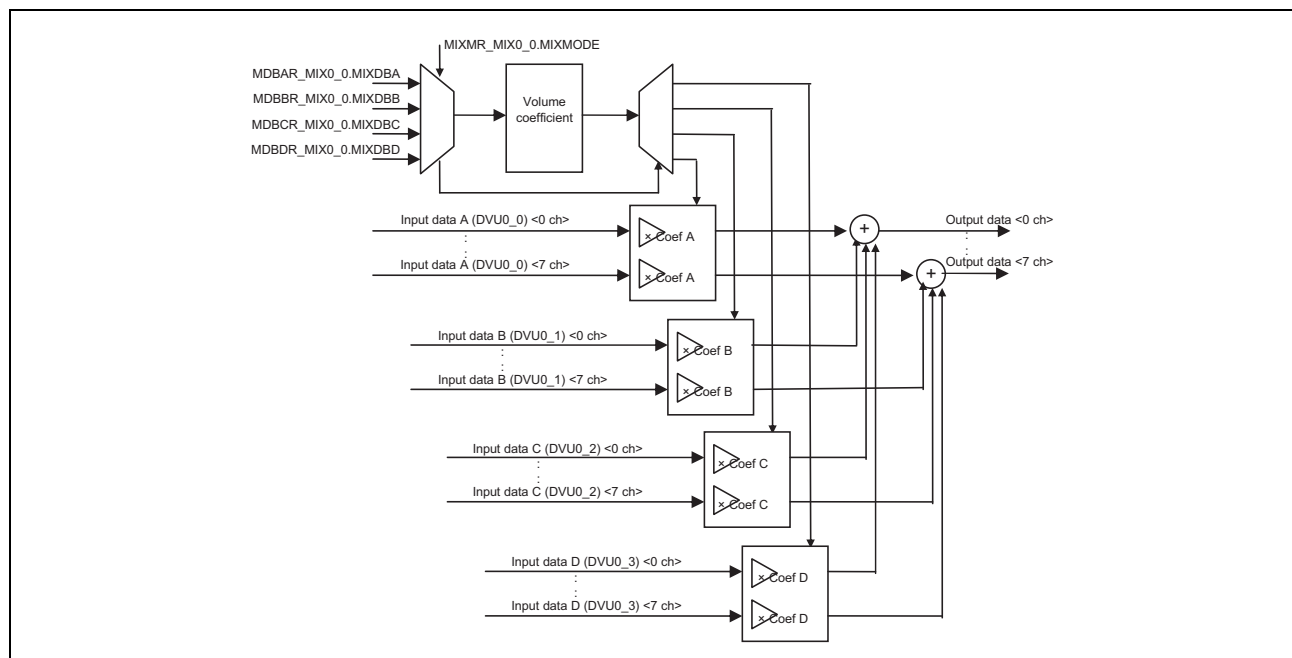 MIXMR_MIX0_0.MIXMODE
MDBAR_MIX0_0.MIXDBA
MDBBR_MIX0_0.MIXDBB
MDBCR_MIX0_0.MIXDBC
MDBDR_MIX0_0.MIXDBD
Volume
coefficient
Input data A (DVU0_0) <0 ch>
× Coef A
+
Output data <0 ch>
Input data A (DVU0_0) <7 ch>
× Coef A
+
Output data <7 ch>
Input data B (DVU0_1) <0 ch>
× Coef B
Input data B (DVU0_1) <7 ch>
× Coef B
Input data C (DVU0_2) <0 ch>
× Coef C
Input data C (DVU0_2) <7 ch>
× Coef C
Input data D (DVU0_3) <0 ch>
× Coef D
Input data D (DVU0_3) <7 ch>
× Coef D